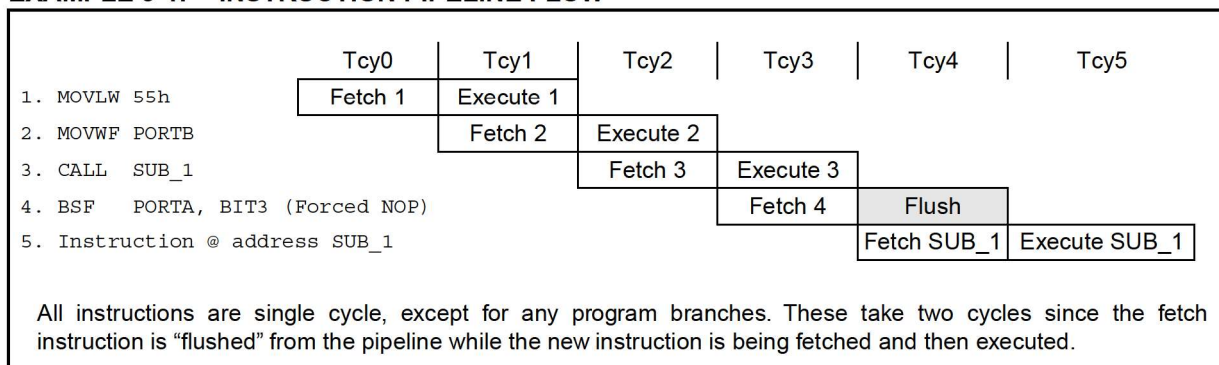 Tcy0 Tcy1 Tcy2 Tcy3 Tcy4 Tcy5
1. MOVLW 55h Fetch 1 Execute 1
2. MOVWF PORTB Fetch 2 Execute 2
3. CALL SUB_1 Fetch 3 Execute 3
4. BSF PORTA, BIT3 (Forced NOP) Fetch 4 Flush
5. Instruction @ address SUB_1 Fetch SUB_1 Execute SUB_1
All instructions are single cycle, except for any program branches. These take two cycles since the fetch
instruction is “flushed” from the pipeline while the new instruction is being fetched and then executed.